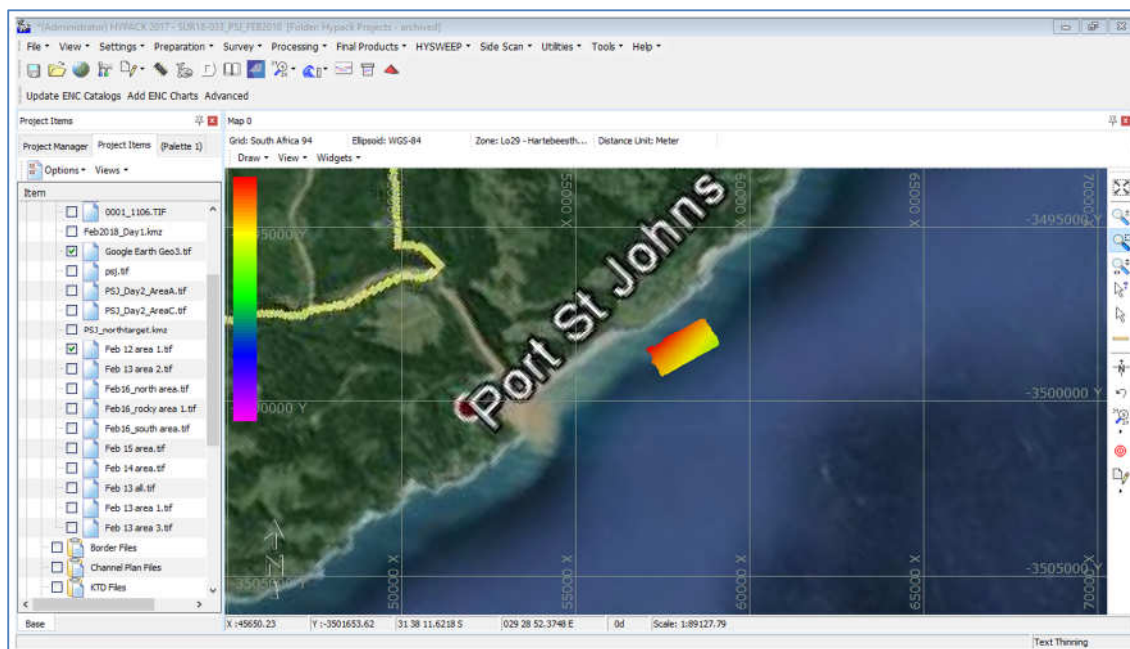 *(Administrator) HYPACK 2017 - SUR18-033_PSJ_FEB2018 [Folder: Hypack Projects - archived]
File View Settings Preparation Survey Processing Final Products HYSWEEP Side Scan Utilities Tools Help
Update ENC Catalogs Add ENC Charts Advanced
Project Items
Map 0
Project Manager Project Items (Palette 1)
Grid: South Africa 94 Ellipsoid: WGS-84 Zone: Lo29 - Hartebeesth... Distance Unit: Meter
Draw View Widgets
Options Views
Item
0001_1106.TIF
Feb2018_Day1.kmz
Google Earth Geo3.tif
psj.tif
PSJ_Day2_AreaA.tif
PSJ_Day2_AreaC.tif
PSJ_northtarget.kmz
Feb 12 area 1.tif
Feb 13 area 2.tif
Feb16_north area.tif
Feb16_rocky area 1.tif
Feb16_south area.tif
Feb 15 area.tif
Feb 14 area.tif
Feb 13 all.tif
Feb 13 area 1.tif
Feb 13 area 3.tif
Border Files
Channel Plan Files
KTD Files
Base
55000 X
60000 X
65000 X
70000 X
-3495000 Y
-3495000 Y
Port St Johns
-3500000 Y
-3500000 Y
-3505000 Y
-3505000 Y
50000 X
55000 X
60000 X
65000 X
70000 X
N
X :45650.23 Y :-3501653.62 31 38 11.6218 S 029 28 52.3748 E 0d Scale: 1:89127.79
Text Thinning